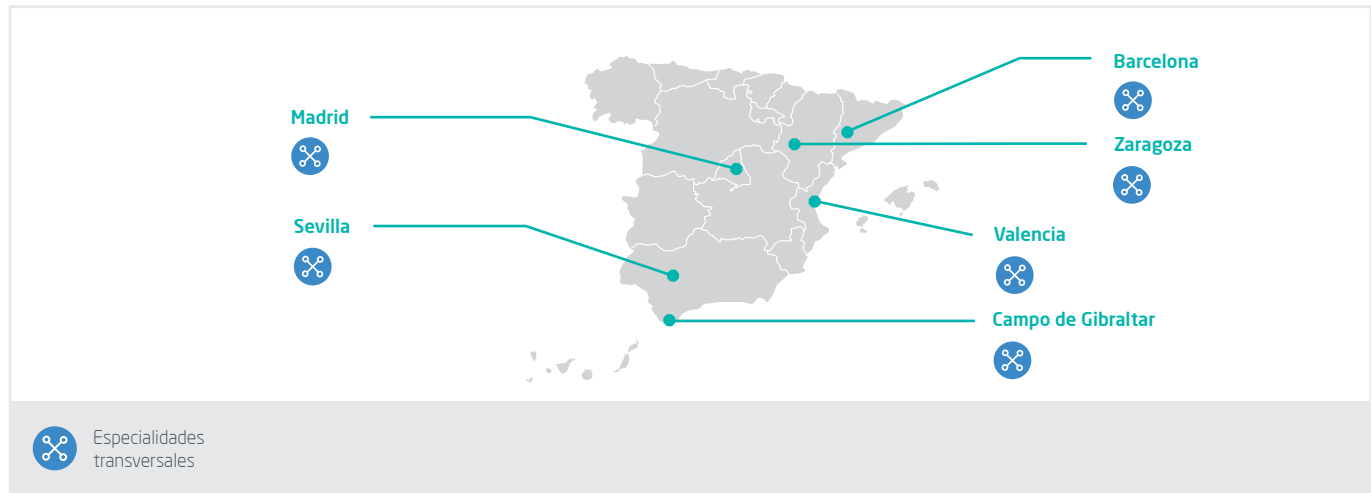 Barcelona
Madrid
Zaragoza
Sevilla
Valencia
Campo de Gibraltar
Especialidades
transversales